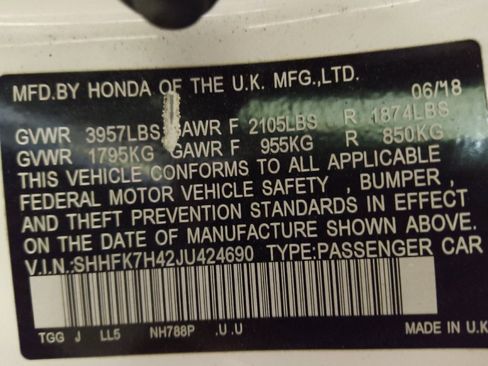 MFD.BY HONDA OF THE U.K. MFG.,LTD. 06/18
GVWR 3957LBS GAWR F 2105LBS R 1874LBS
GVWR 1795KG GAWR F 955KG R 850KG
THIS VEHICLE CONFORMS TO ALL APPLICABLE
FEDERAL MOTOR VEHICLE SAFETY , BUMPER ,
AND THEFT PREVENTION STANDARDS IN EFFECT
ON THE DATE OF MANUFACTURE SHOWN ABOVE.
V.I.N.:SHHFK7H42JU424690 TYPE:PASSENGER CAR
TGG J LL5 NH788P .U .U MADE IN U.K